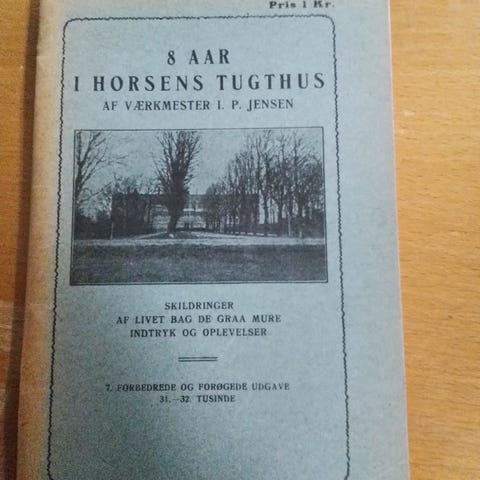 Pris 1 Kr.
8 AAR
I HORSENS TUGTHUS
AF VÆRKMESTER I. P. JENSEN
SKILDRINGER
AF LIVET BAG DE GRAA MURE
INDTRYK OG OPLEVELSER
7. FORBEDREDE OG FORØGEDE UDGAVE
31.—32. TUSINDE